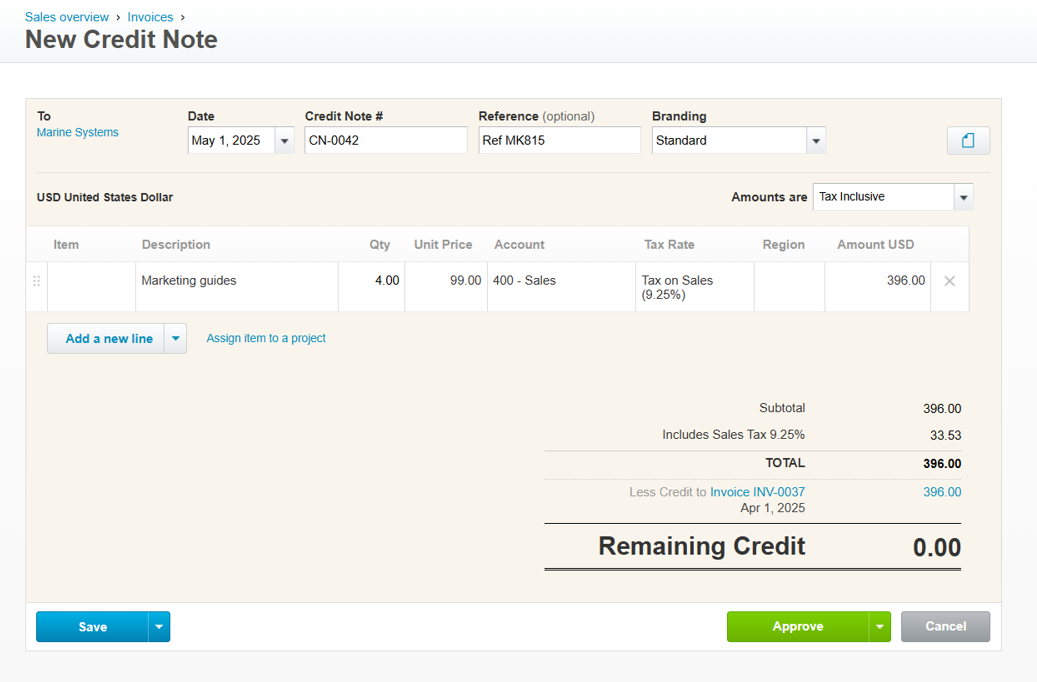 Sales overview › Invoices ›
New Credit Note
To Date Credit Note # Reference (optional) Branding
Marine Systems May 1, 2025 CN-0042 Ref MK815 Standard
USD United States Dollar Amounts are Tax Inclusive
Item Description Qty Unit Price Account Tax Rate Region Amount USD
Marketing guides 4.00 99.00 400 - Sales Tax on Sales 396.00
(9.25%)
Add a new line Assign item to a project
Subtotal 396.00
Includes Sales Tax 9.25% 33.53
TOTAL 396.00
Less Credit to Invoice INV-0037 396.00
Apr 1, 2025
Remaining Credit 0.00
Save Approve Cancel